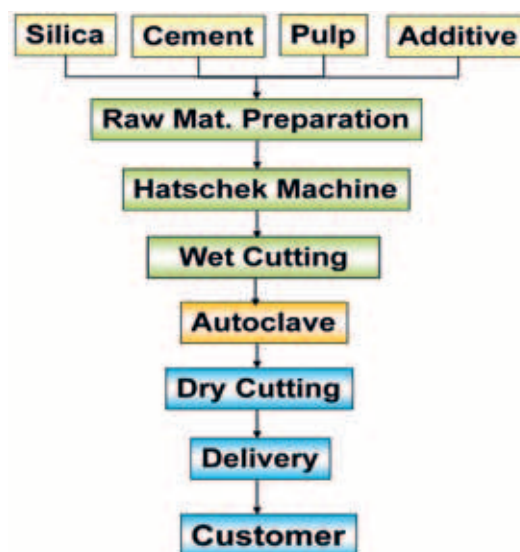 Silica Cement Pulp Additive
Raw Mat. Preparation
Hatschek Machine
Wet Cutting
Autoclave
Dry Cutting
Delivery
Customer